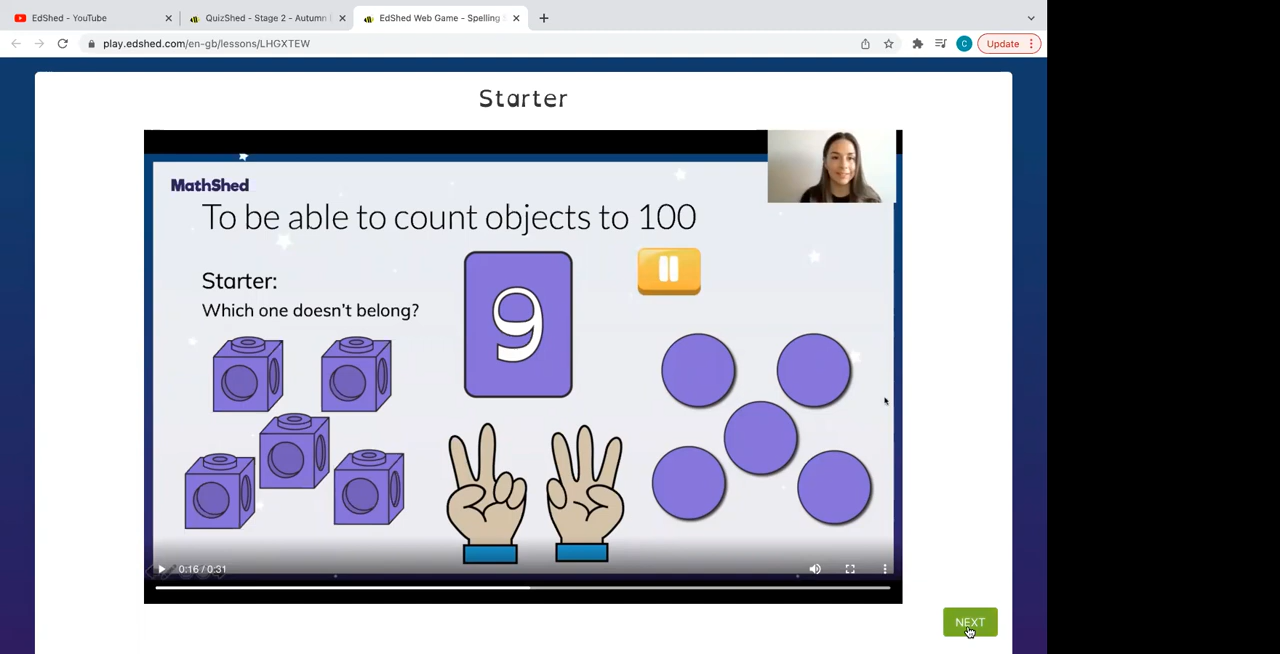 EdShed - YouTube
QuizShed - Stage 2 - Autumn
EdShed Web Game - Spelling
play.edshed.com/en-gb/lessons/LHGXTEW
C
Update
Starter
MathShed
To be able to count objects to 100
Starter:
Which one doesn't belong?
9
0:16 / 0:31
NEXT